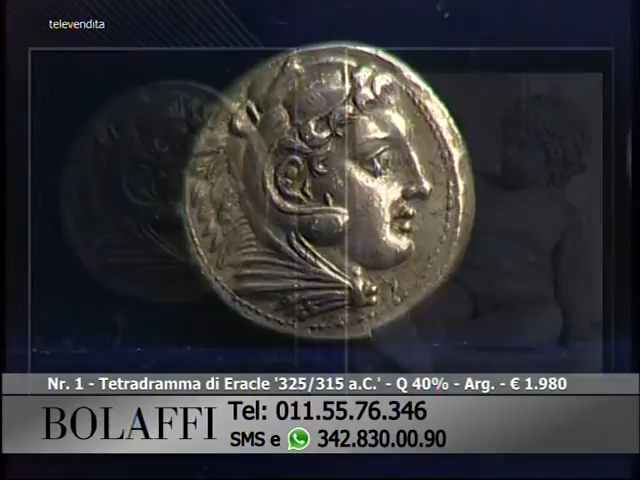 televendita
Nr. 1 - Tetradramma di Eracle '325/315 a.C.' - Q 40% - Arg. - € 1.980
BOLAFFI
Tel: 011.55.76.346
SMS e 342.830.00.90